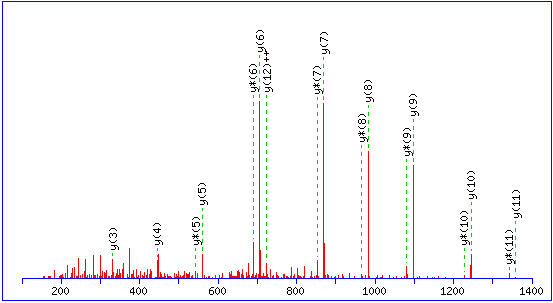 y(3)
y(4)
y*(5)
y(5)
y*(6)
y(6)
y(12)++
y*(7)
y(7)
y*(8)
y(8)
y*(9)
y(9)
y*(10)
y(10)
y*(11)
y(11)
200 400 600 800 1000 1200 1400